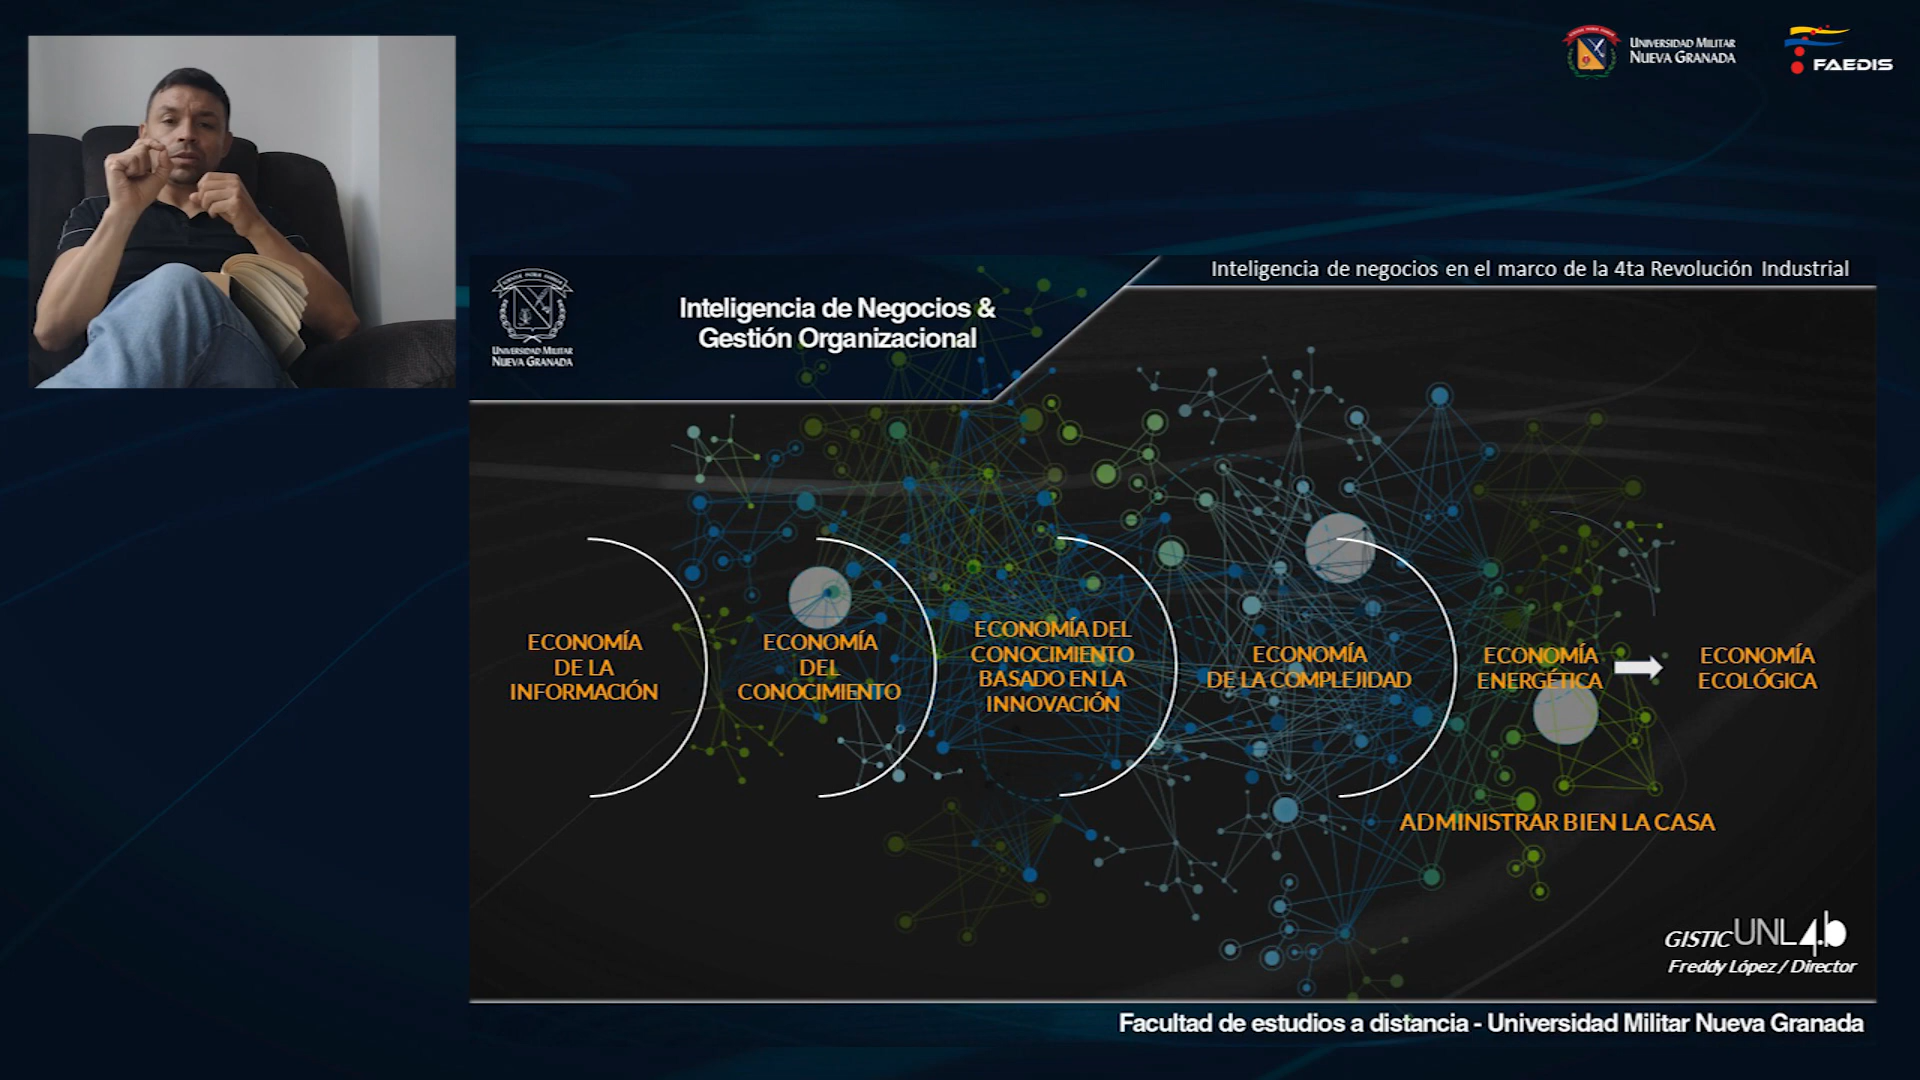 UNIVERSIDAD MILITAR
NUEVA GRANADA
FAEDIS
Inteligencia de negocios en el marco de la 4ta Revolución Industrial
UNIVERSIDAD MILITAR
NUEVA GRANADA
Inteligencia de Negocios &
Gestión Organizacional
ECONOMÍA
DE LA
INFORMACIÓN
ECONOMÍA
DEL
CONOCIMIENTO
ECONOMÍA DEL
CONOCIMIENTO
BASADO EN LA
INNOVACIÓN
ECONOMÍA
DE LA COMPLEJIDAD
ECONOMÍA
ENERGÉTICA
ECONOMÍA
ECOLÓGICA
ADMINISTRAR BIEN LA CASA
GISTIC UNL4.b
Freddy López / Director
Facultad de estudios a distancia - Universidad Militar Nueva Granada